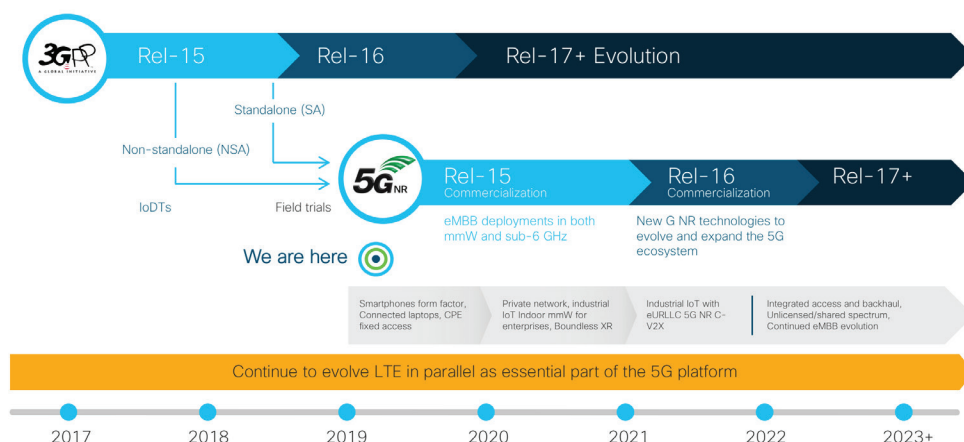 3GPP
A GLOBAL INITIATIVE
Rel-15
Rel-16
Rel-17+ Evolution
Standalone (SA)
Non-standalone (NSA)
IoDTs
Field trials
5G NR
Rel-15
Commercialization
Rel-16
Commercialization
Rel-17+
eMBB deployments in both
mmW and sub-6 GHz
New G NR technologies to
evolve and expand the 5G
ecosystem
We are here
Smartphones form factor,
Connected laptops, CPE
fixed access
Private network, industrial
IoT Indoor mmW for
enterprises, Boundless XR
Industrial IoT with
eURLLC 5G NR C-
V2X
Integrated access and backhaul,
Unlicensed/shared spectrum,
Continued eMBB evolution
Continue to evolve LTE in parallel as essential part of the 5G platform
2017
2018
2019
2020
2021
2022
2023+